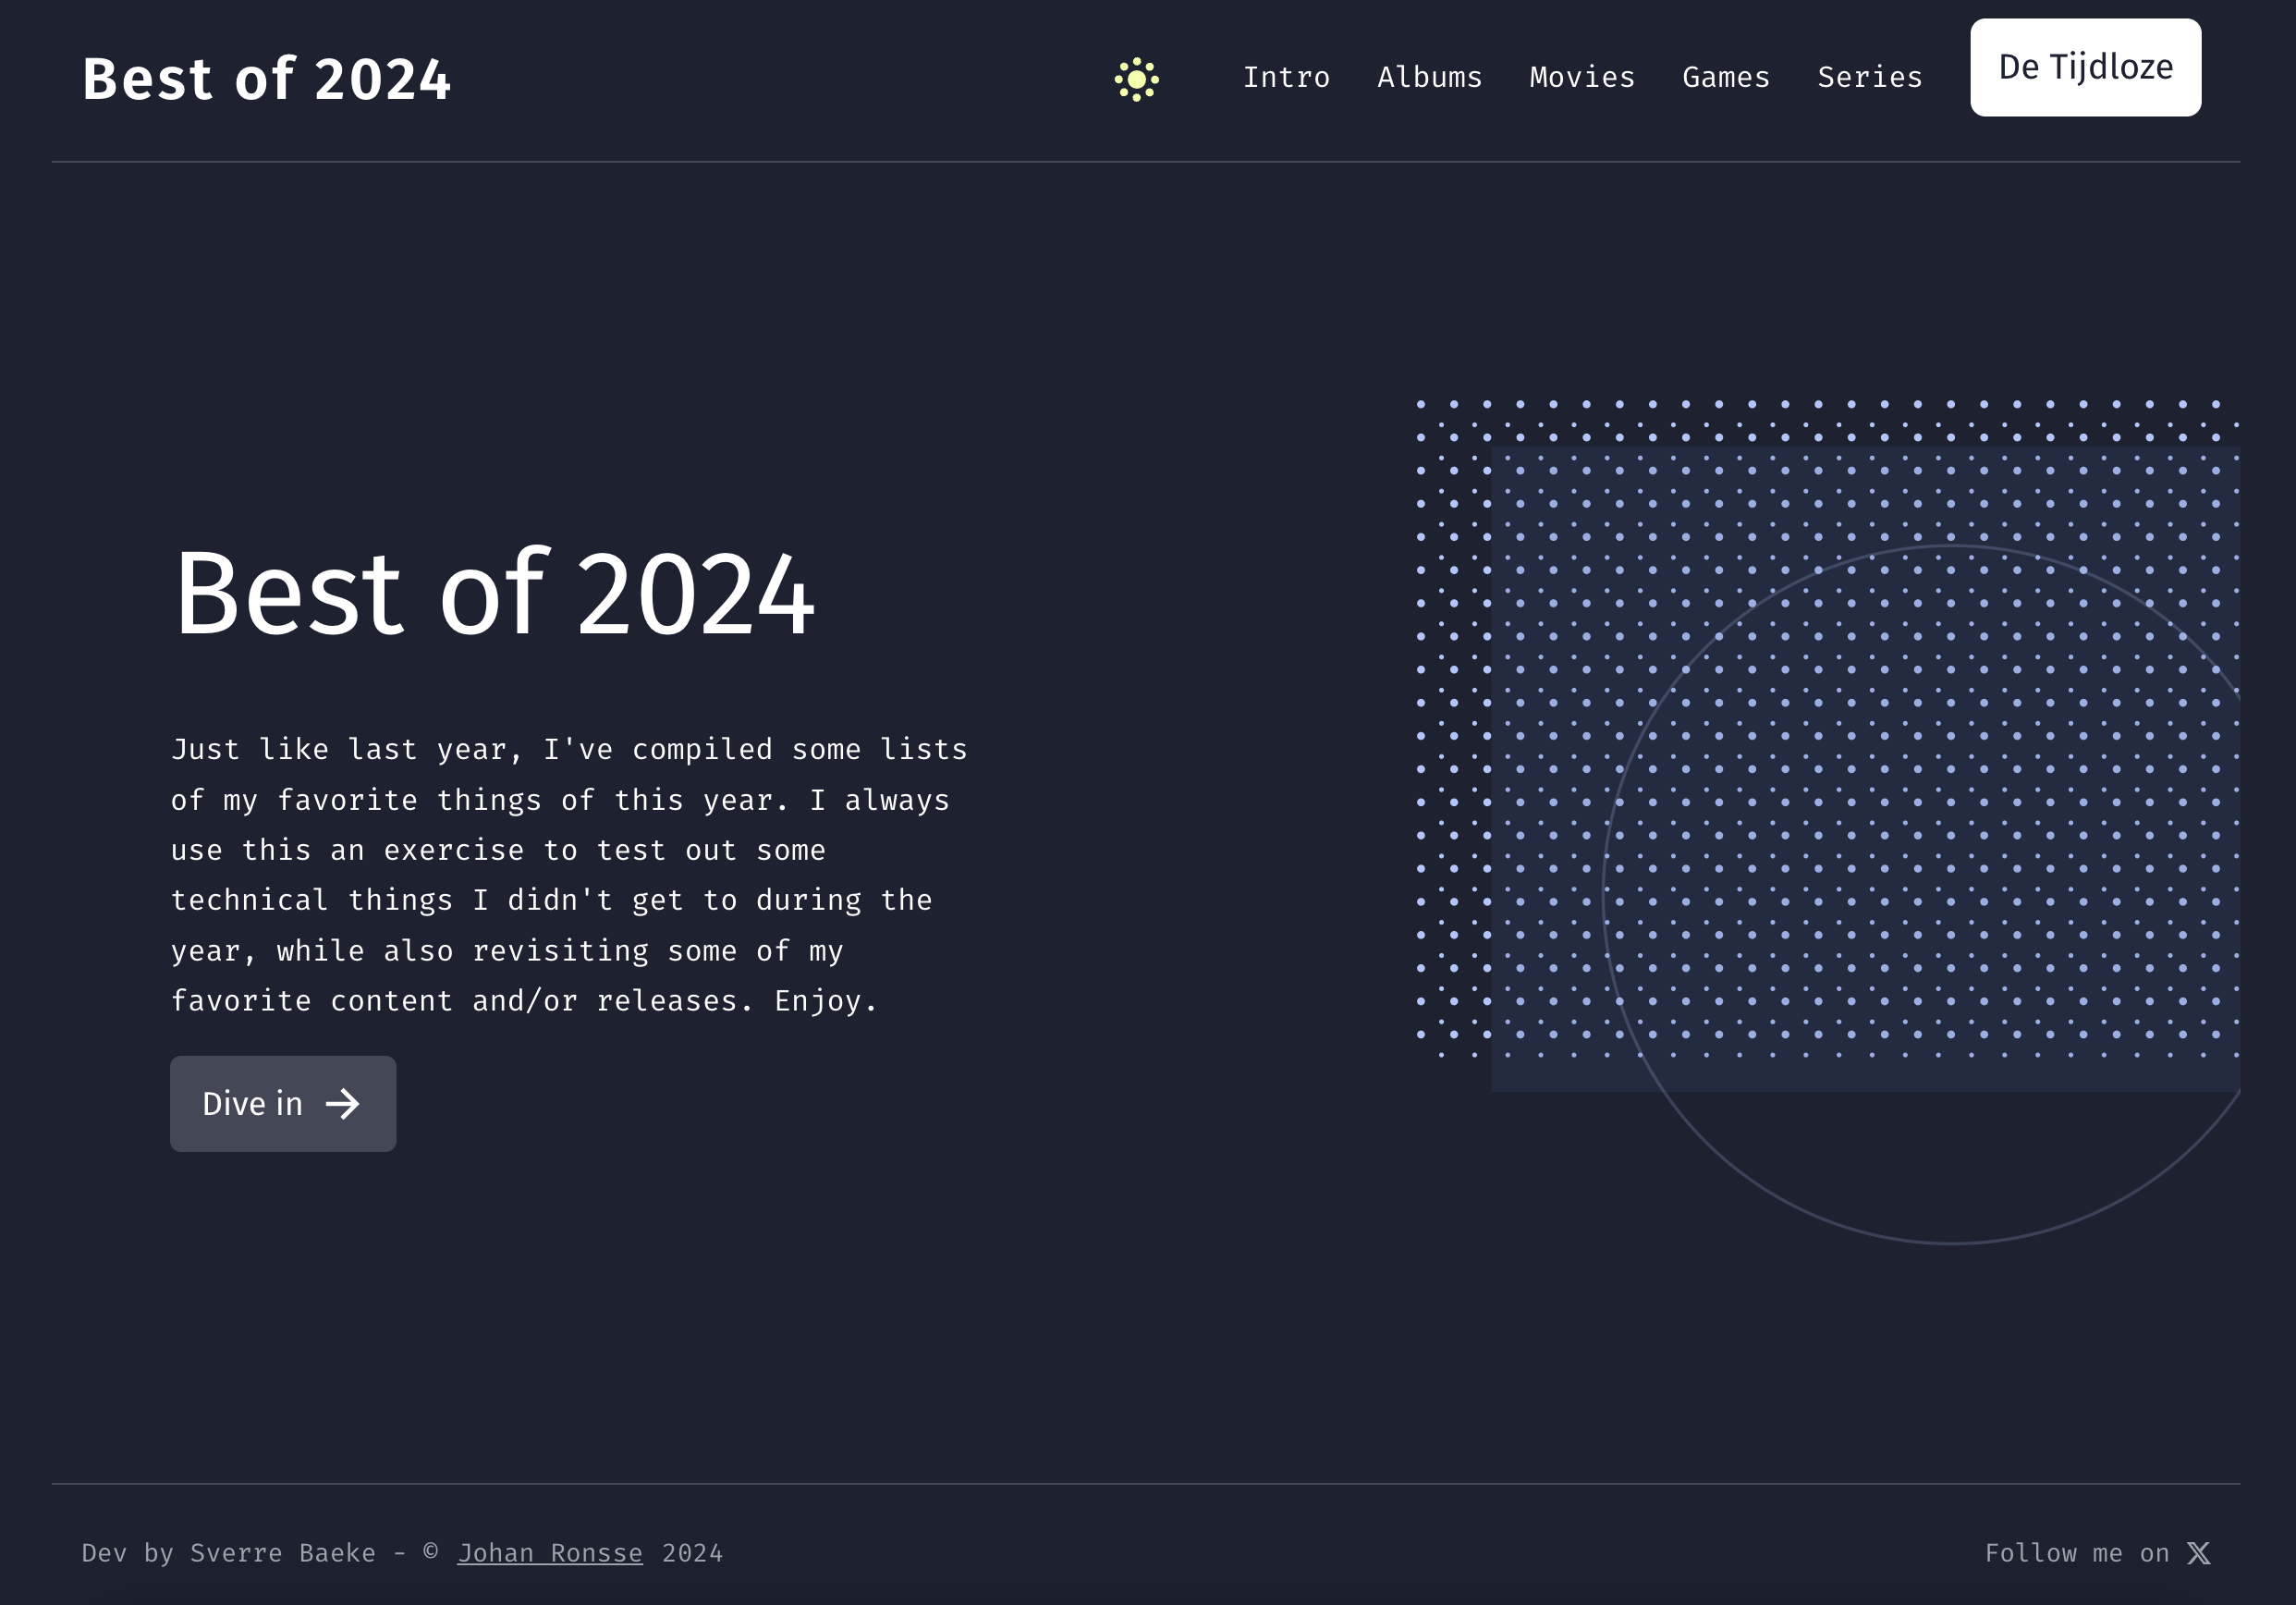 Best of 2024
Intro Albums Movies Games Series De Tijdloze
Best of 2024
Just like last year, I've compiled some lists
of my favorite things of this year. I always
use this an exercise to test out some
technical things I didn't get to during the
year, while also revisiting some of my
favorite content and/or releases. Enjoy.
Dive in →
Dev by Sverre Baeke - © Johan Ronsse 2024
Follow me on 𝕏